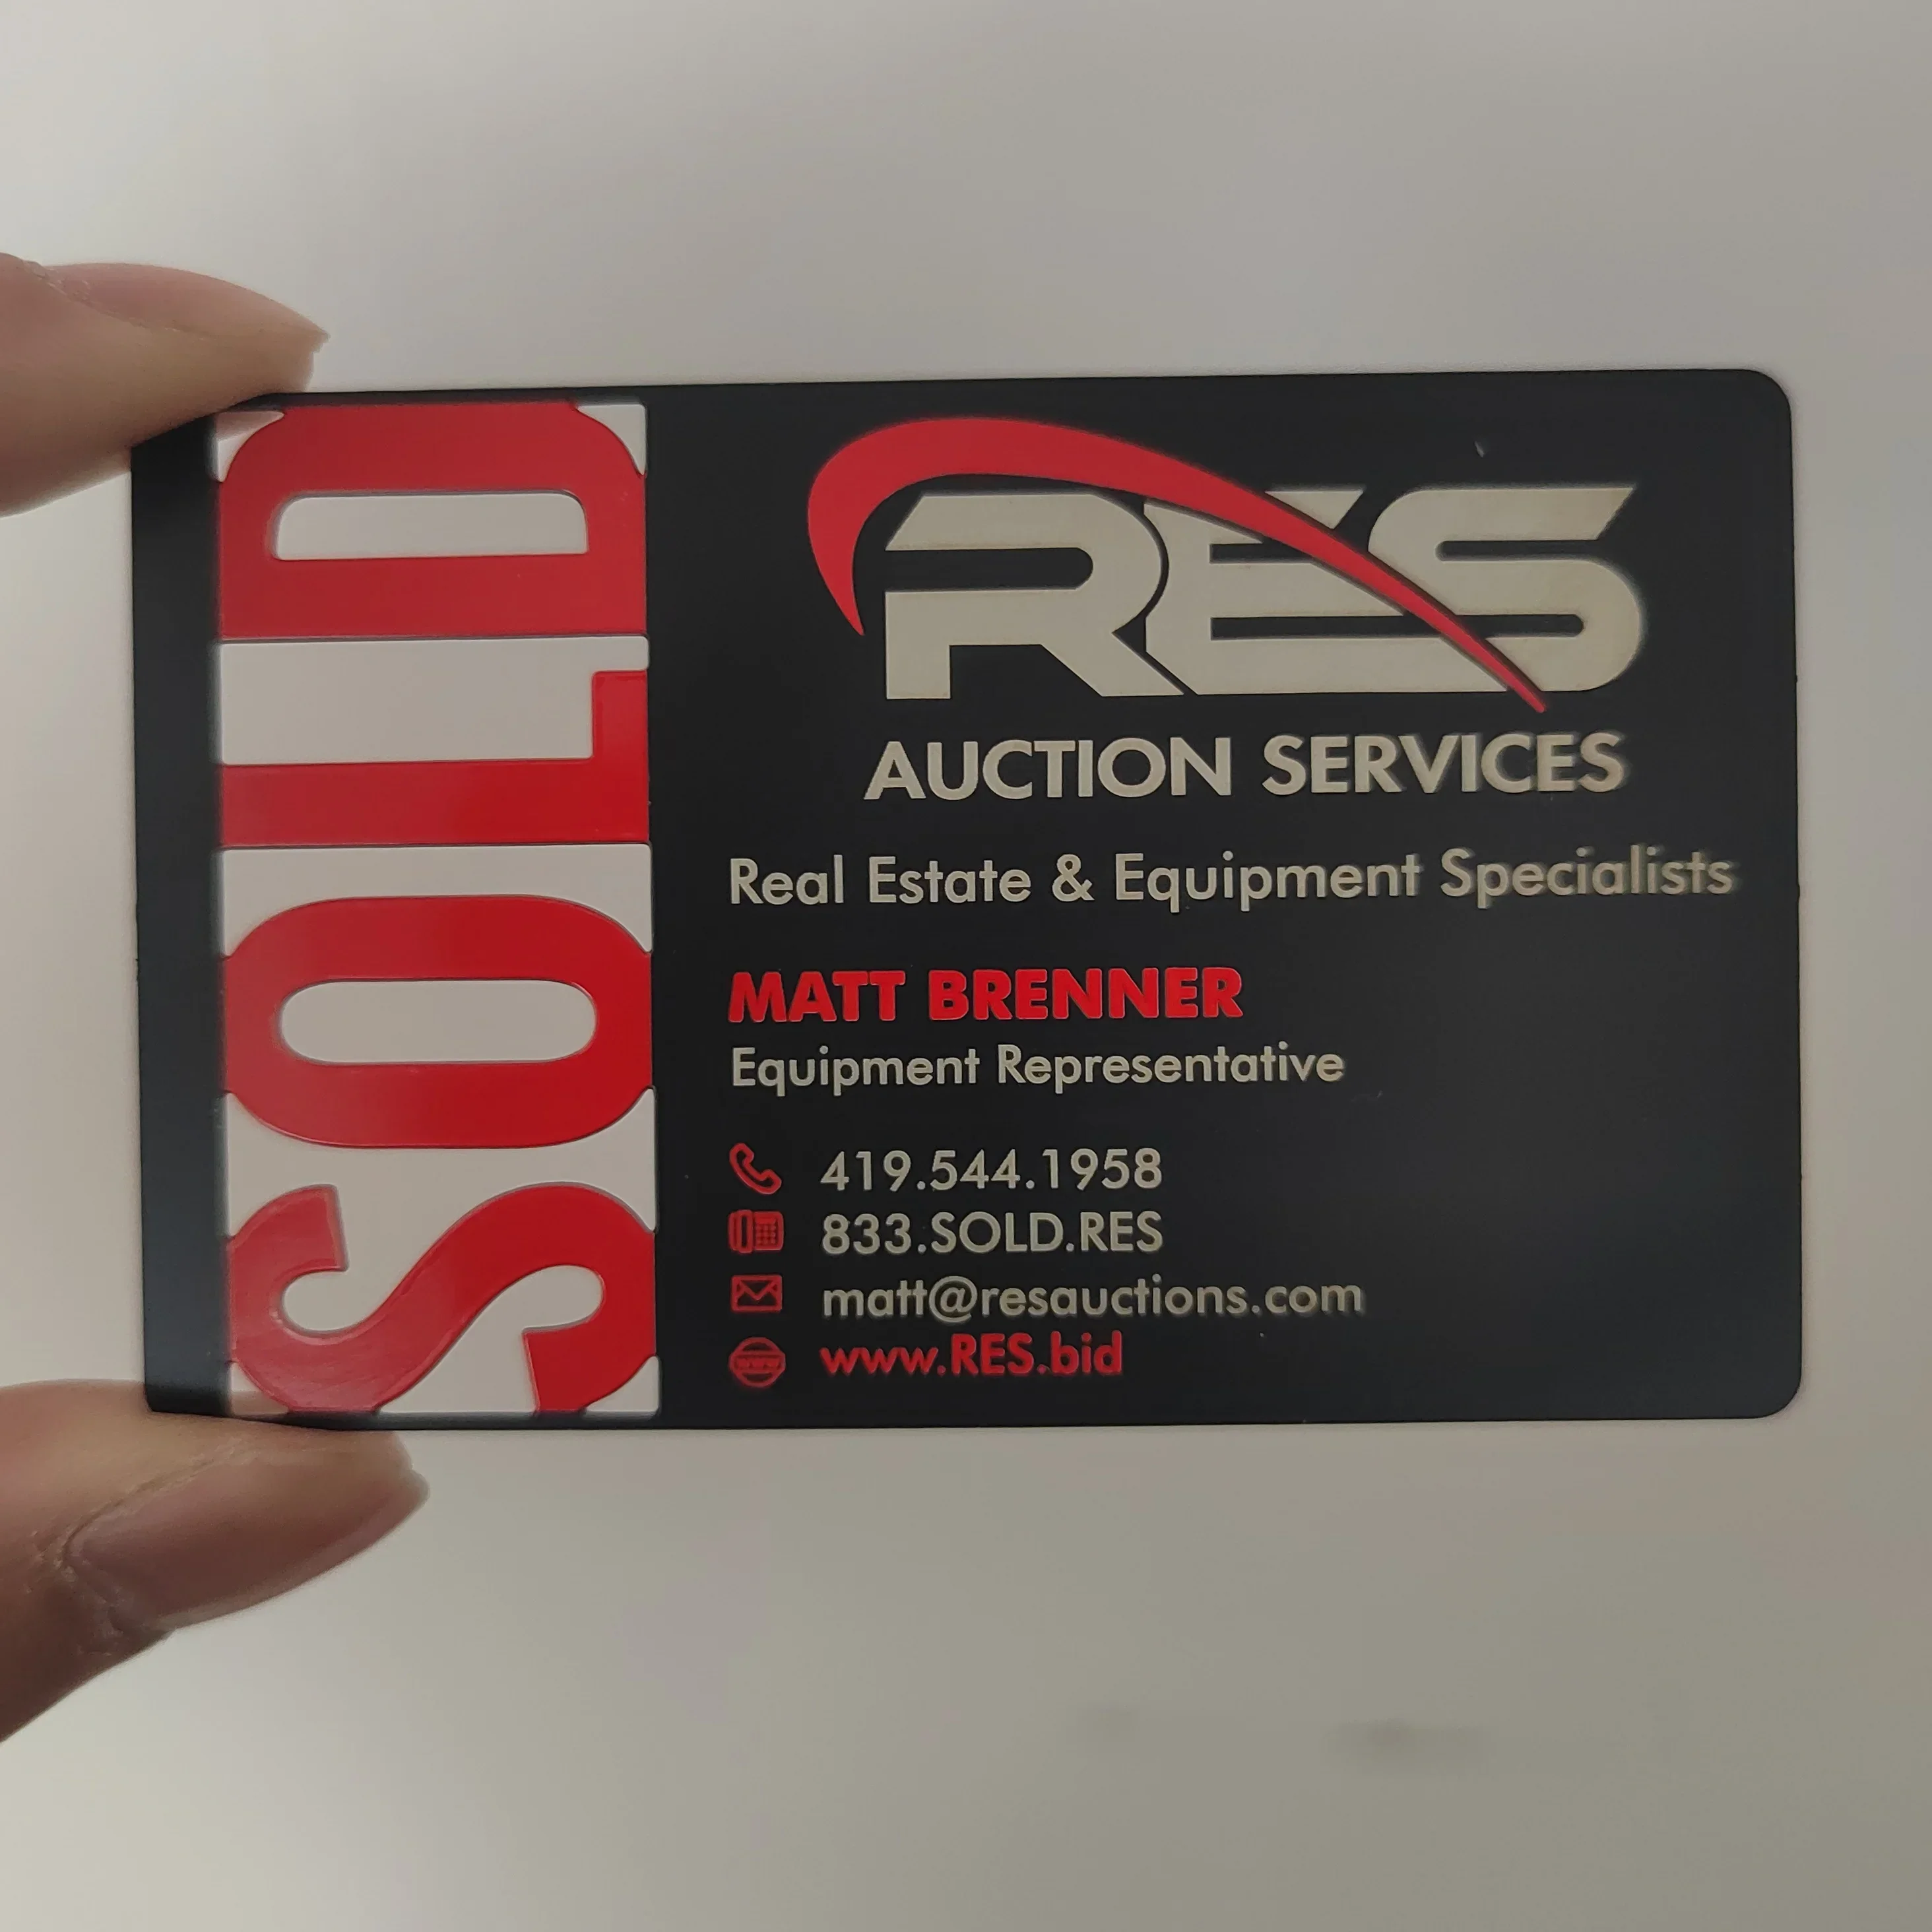 SOLD
RES
AUCTION SERVICES
Real Estate & Equipment Specialists
MATT BRENNER
Equipment Representative
419.544.1958
833.SOLD.RES
matt@resauctions.com
www
www.RES.bid